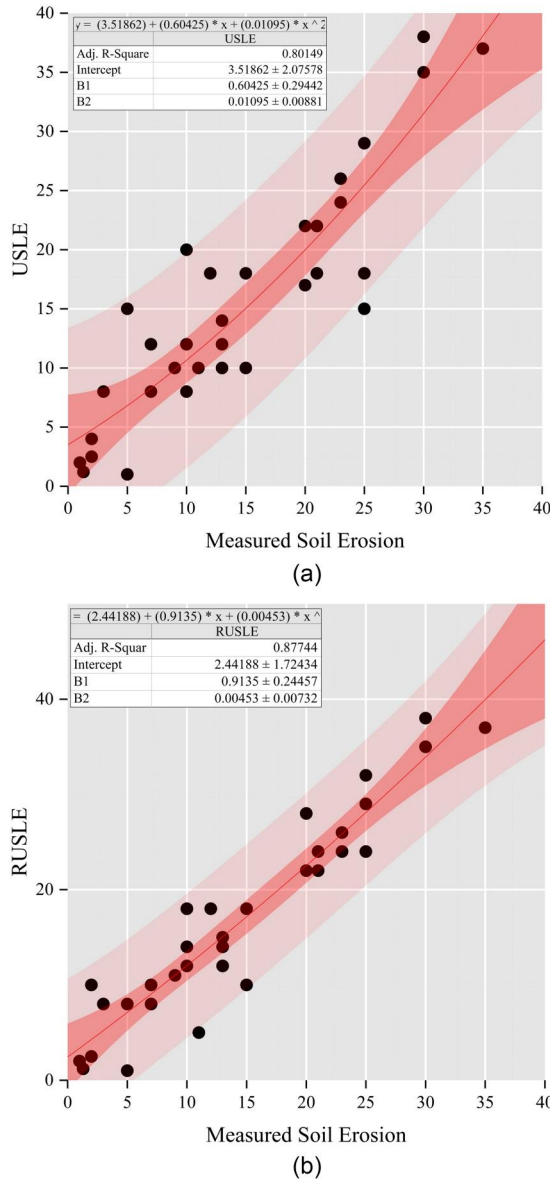 y = (3.51862) + (0.60425) * x + (0.01095) * x ^ 2
USLE
Adj. R-Square 0.80149
Intercept 3.51862 ± 2.07578
B1 0.60425 ± 0.29442
B2 0.01095 ± 0.00881
40
35
30
25
20
15
10
5
0
USLE
0 5 10 15 20 25 30 35 40
Measured Soil Erosion
(a)
= (2.44188) + (0.9135) * x + (0.00453) * x ^
RUSLE
Adj. R-Squar 0.87744
Intercept 2.44188 ± 1.72434
B1 0.9135 ± 0.24457
B2 0.00453 ± 0.00732
40
20
0
RUSLE
0 5 10 15 20 25 30 35 40
Measured Soil Erosion
(b)